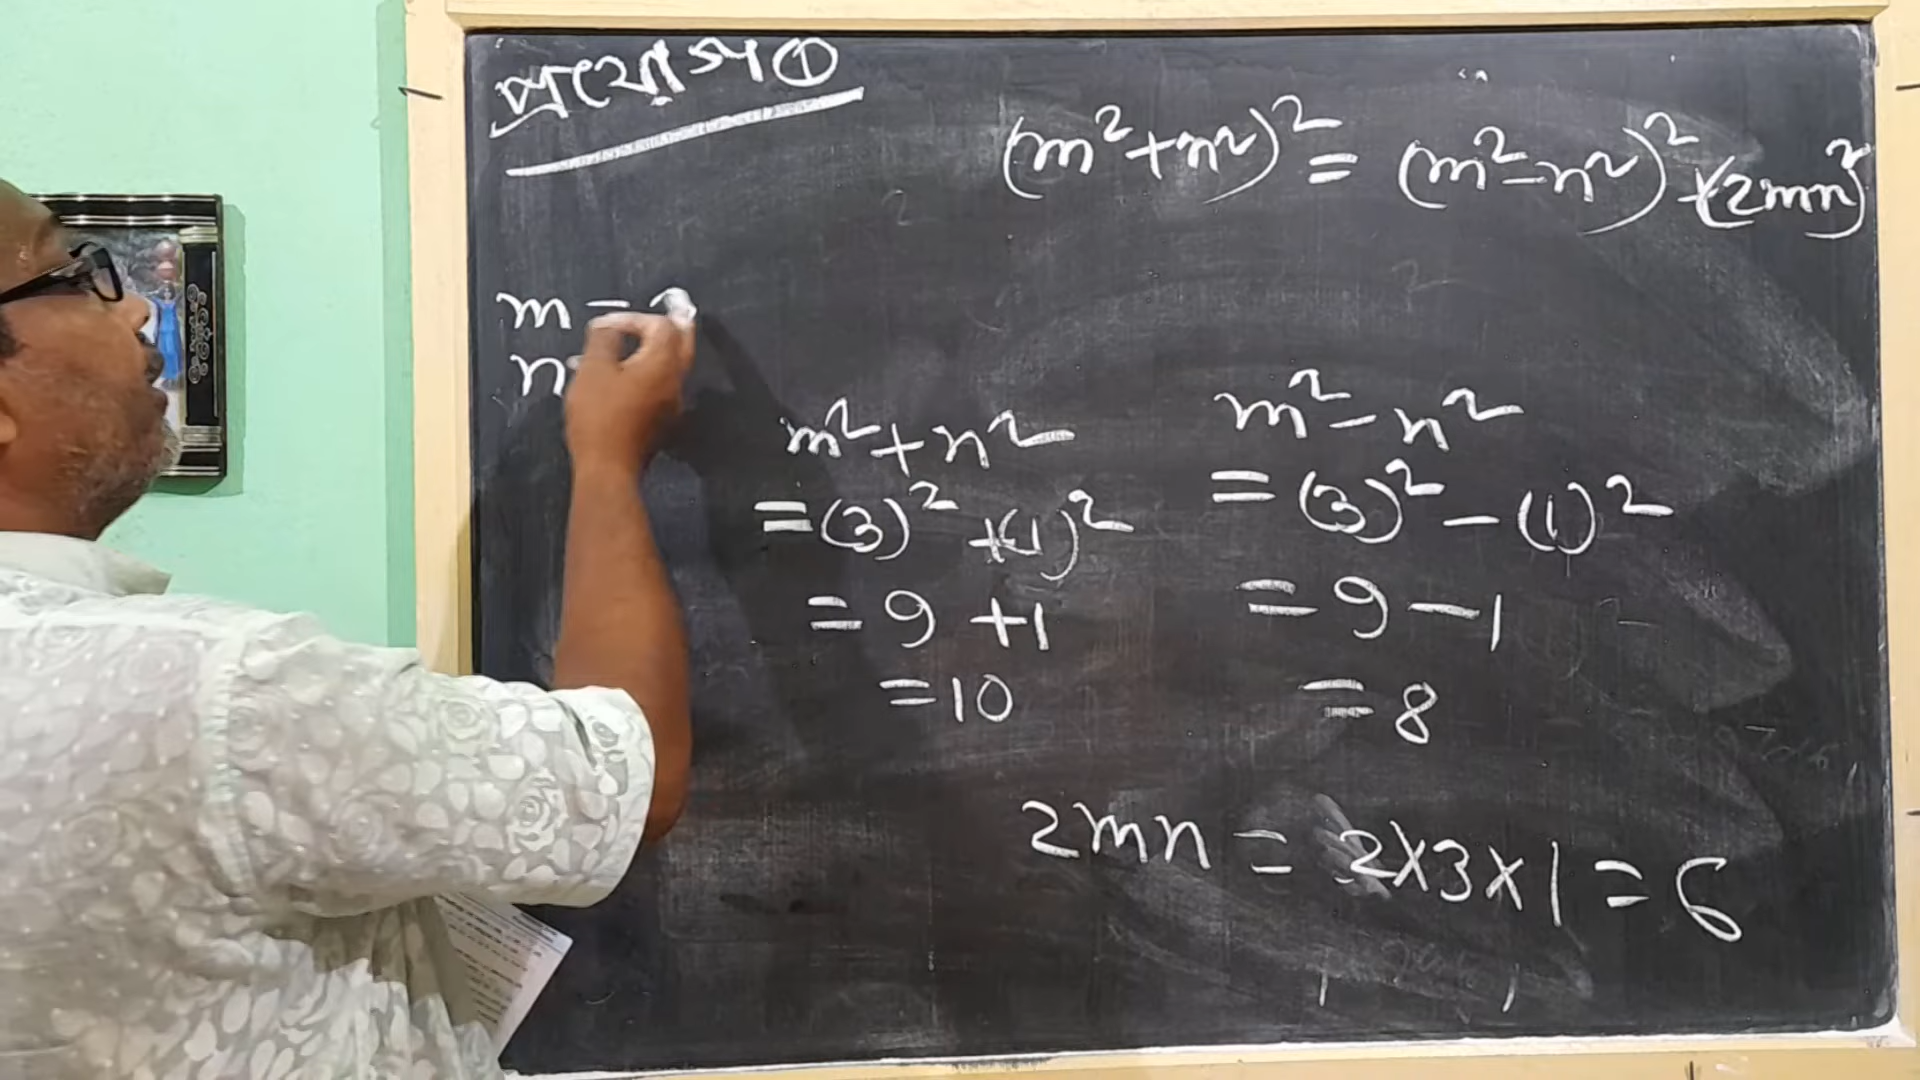 প্রয়োগ ①
(m²+n²)² = (m²-n²)² + (2mn)²
m =
n
m²+n²
= (3)² + (1)²
= 9 + 1
= 10
m² - n²
= (3)² - (1)²
= 9 - 1
= 8
2mn = 2×3×1 = 6